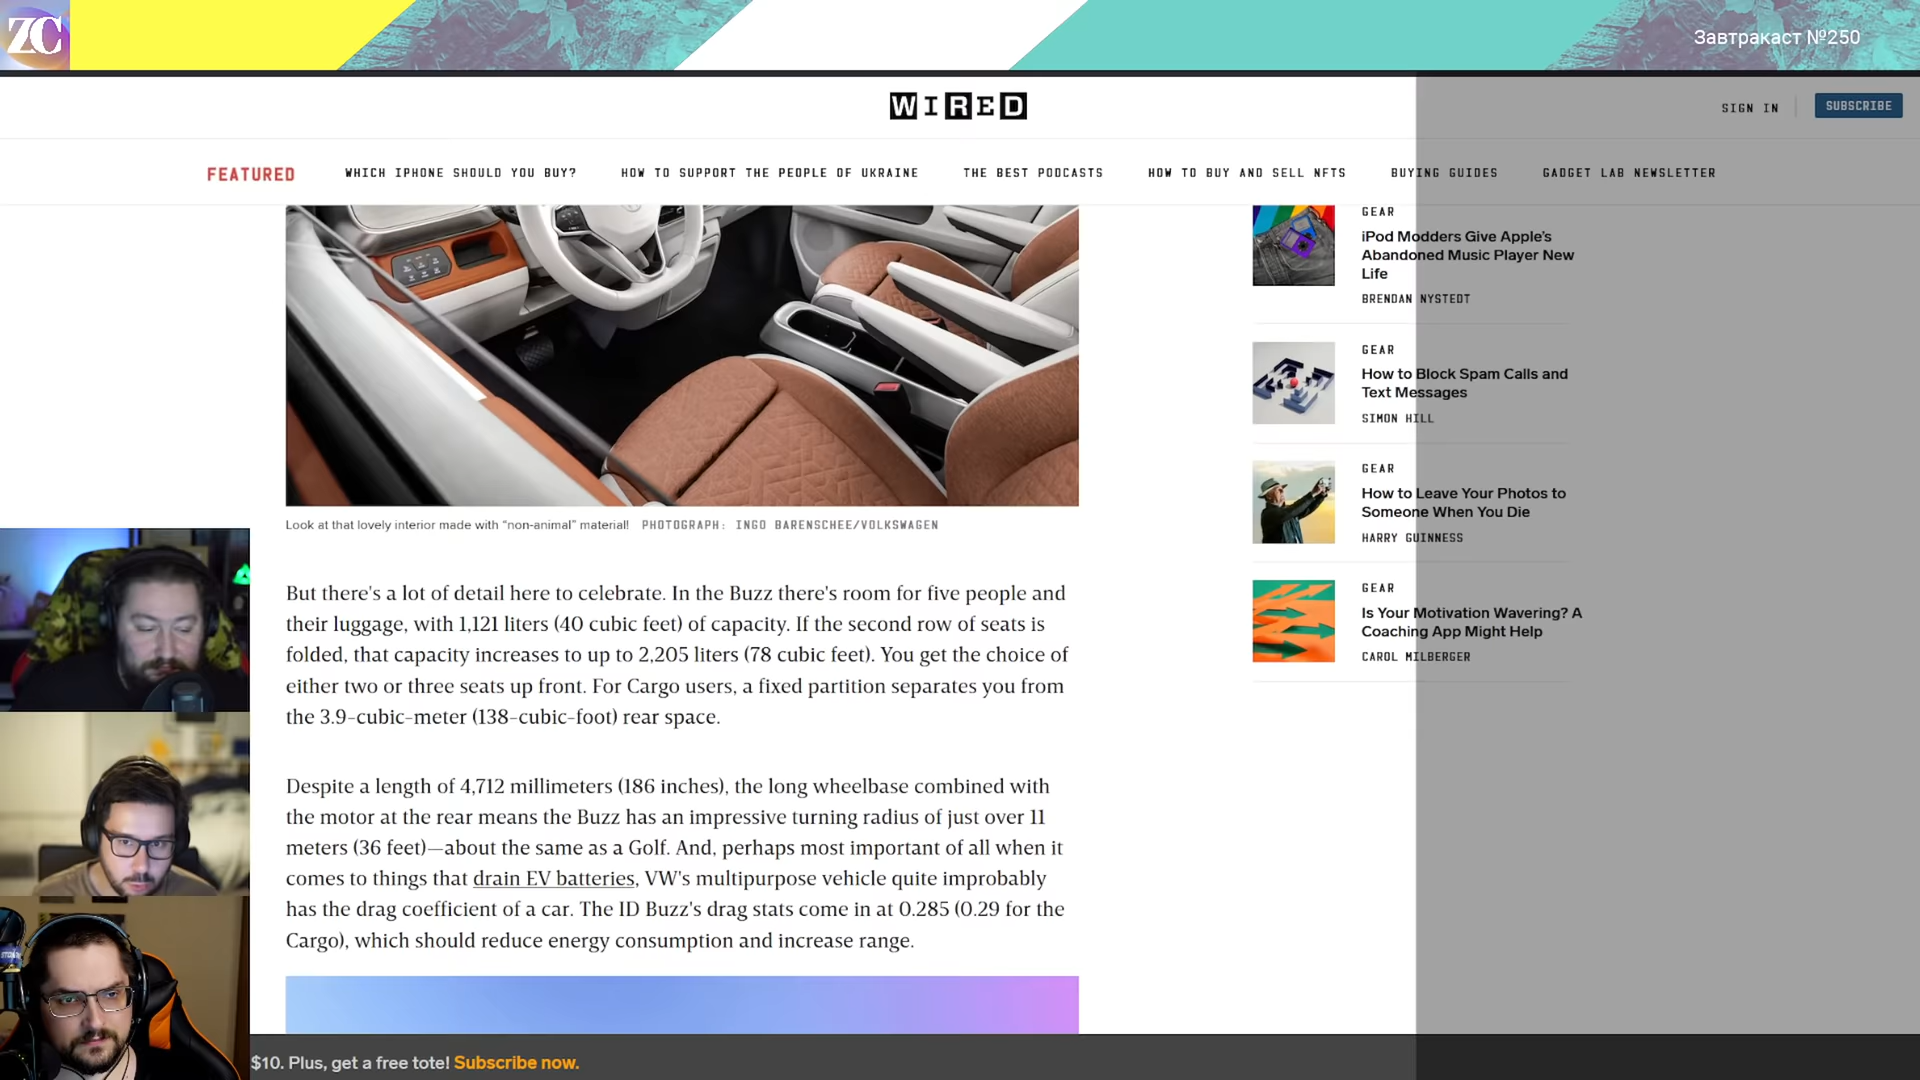 ZC
Завтракаст №250
WIRED
SIGN IN
SUBSCRIBE
FEATURED
WHICH IPHONE SHOULD YOU BUY?
HOW TO SUPPORT THE PEOPLE OF UKRAINE
THE BEST PODCASTS
HOW TO BUY AND SELL NFTS
BUYING GUIDES
GADGET LAB NEWSLETTER
Look at that lovely interior made with “non-animal” material! PHOTOGRAPH: INGO BARENSCHEE/VOLKSWAGEN
But there's a lot of detail here to celebrate. In the Buzz there's room for five people and
their luggage, with 1,121 liters (40 cubic feet) of capacity. If the second row of seats is
folded, that capacity increases to up to 2,205 liters (78 cubic feet). You get the choice of
either two or three seats up front. For Cargo users, a fixed partition separates you from
the 3.9-cubic-meter (138-cubic-foot) rear space.
Despite a length of 4,712 millimeters (186 inches), the long wheelbase combined with
the motor at the rear means the Buzz has an impressive turning radius of just over 11
meters (36 feet)—about the same as a Golf. And, perhaps most important of all when it
comes to things that drain EV batteries, VW's multipurpose vehicle quite improbably
has the drag coefficient of a car. The ID Buzz's drag stats come in at 0.285 (0.29 for the
Cargo), which should reduce energy consumption and increase range.
GEAR
iPod Modders Give Apple’s
Abandoned Music Player New
Life
BRENDAN NYSTEDT
GEAR
How to Block Spam Calls and
Text Messages
SIMON HILL
GEAR
How to Leave Your Photos to
Someone When You Die
HARRY GUINNESS
GEAR
Is Your Motivation Wavering? A
Coaching App Might Help
CAROL MILBERGER
$10. Plus, get a free tote! Subscribe now.